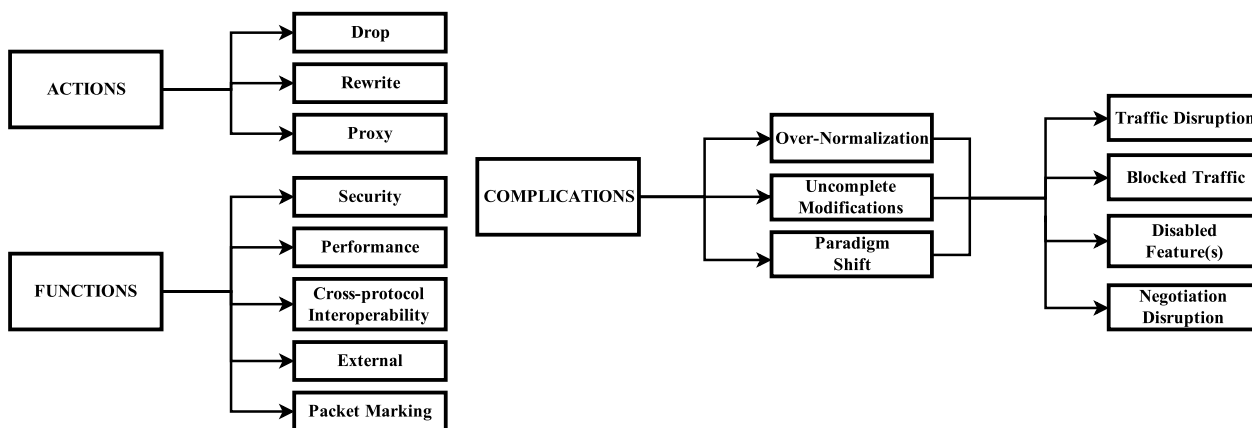 ACTIONS
Drop
Rewrite
Proxy
FUNCTIONS
Security
Performance
Cross-protocol
Interoperability
External
Packet Marking
COMPLICATIONS
Over-Normalization
Uncomplete
Modifications
Paradigm
Shift
Traffic Disruption
Blocked Traffic
Disabled
Feature(s)
Negotiation
Disruption